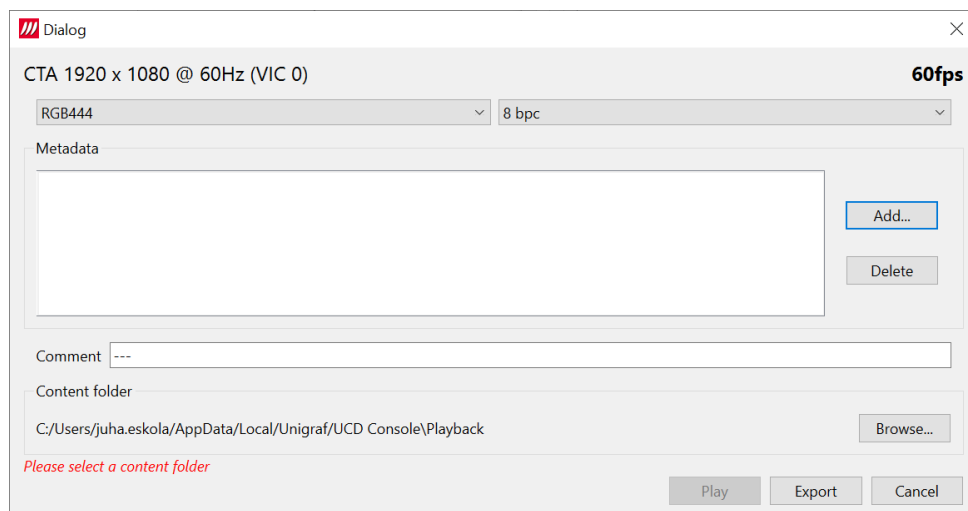 Dialog
CTA 1920 x 1080 @ 60Hz (VIC 0)
60fps
RGB444
8 bpc
Metadata
Add...
Delete
Comment
---
Content folder
C:/Users/juha.eskola/AppData/Local/Unigraf/UCD Console\Playback
Browse...
Please select a content folder
Play
Export
Cancel